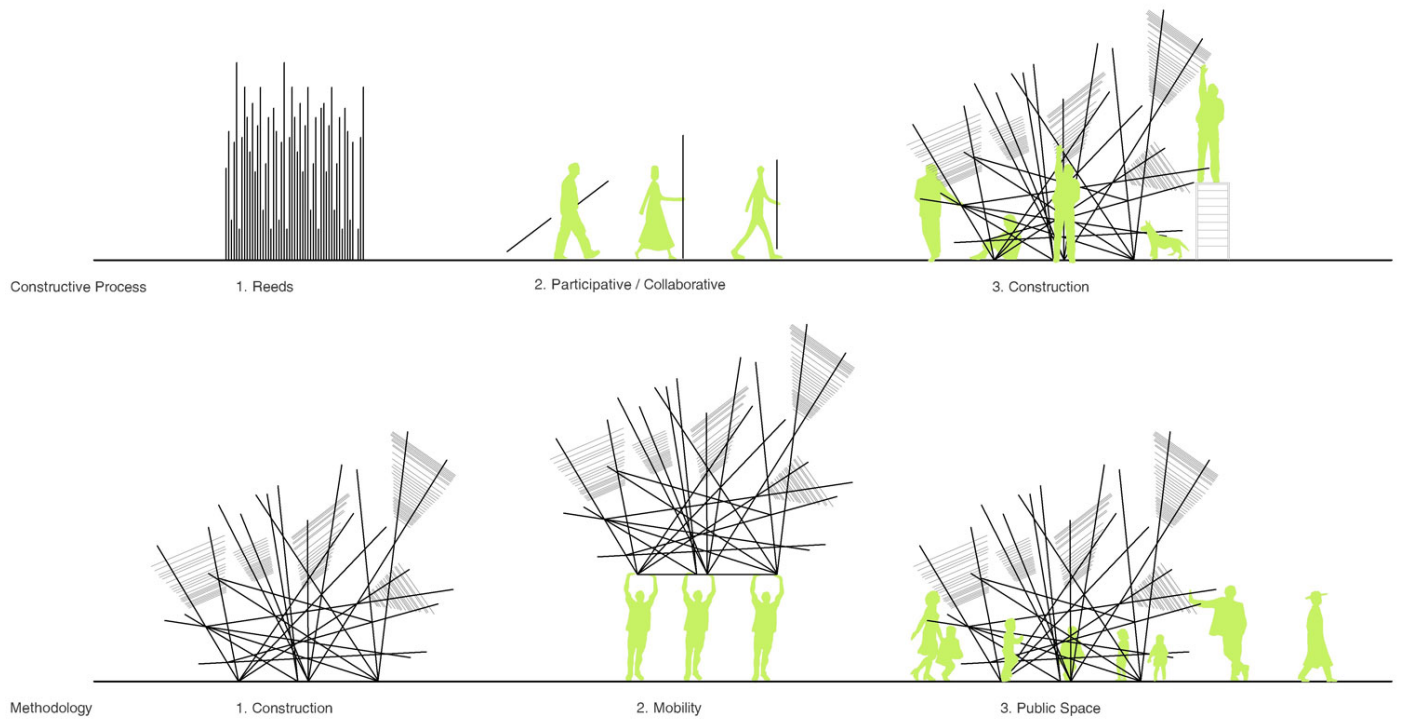 Constructive Process
1. Reeds
2. Participative / Collaborative
3. Construction
Methodology
1. Construction
2. Mobility
3. Public Space